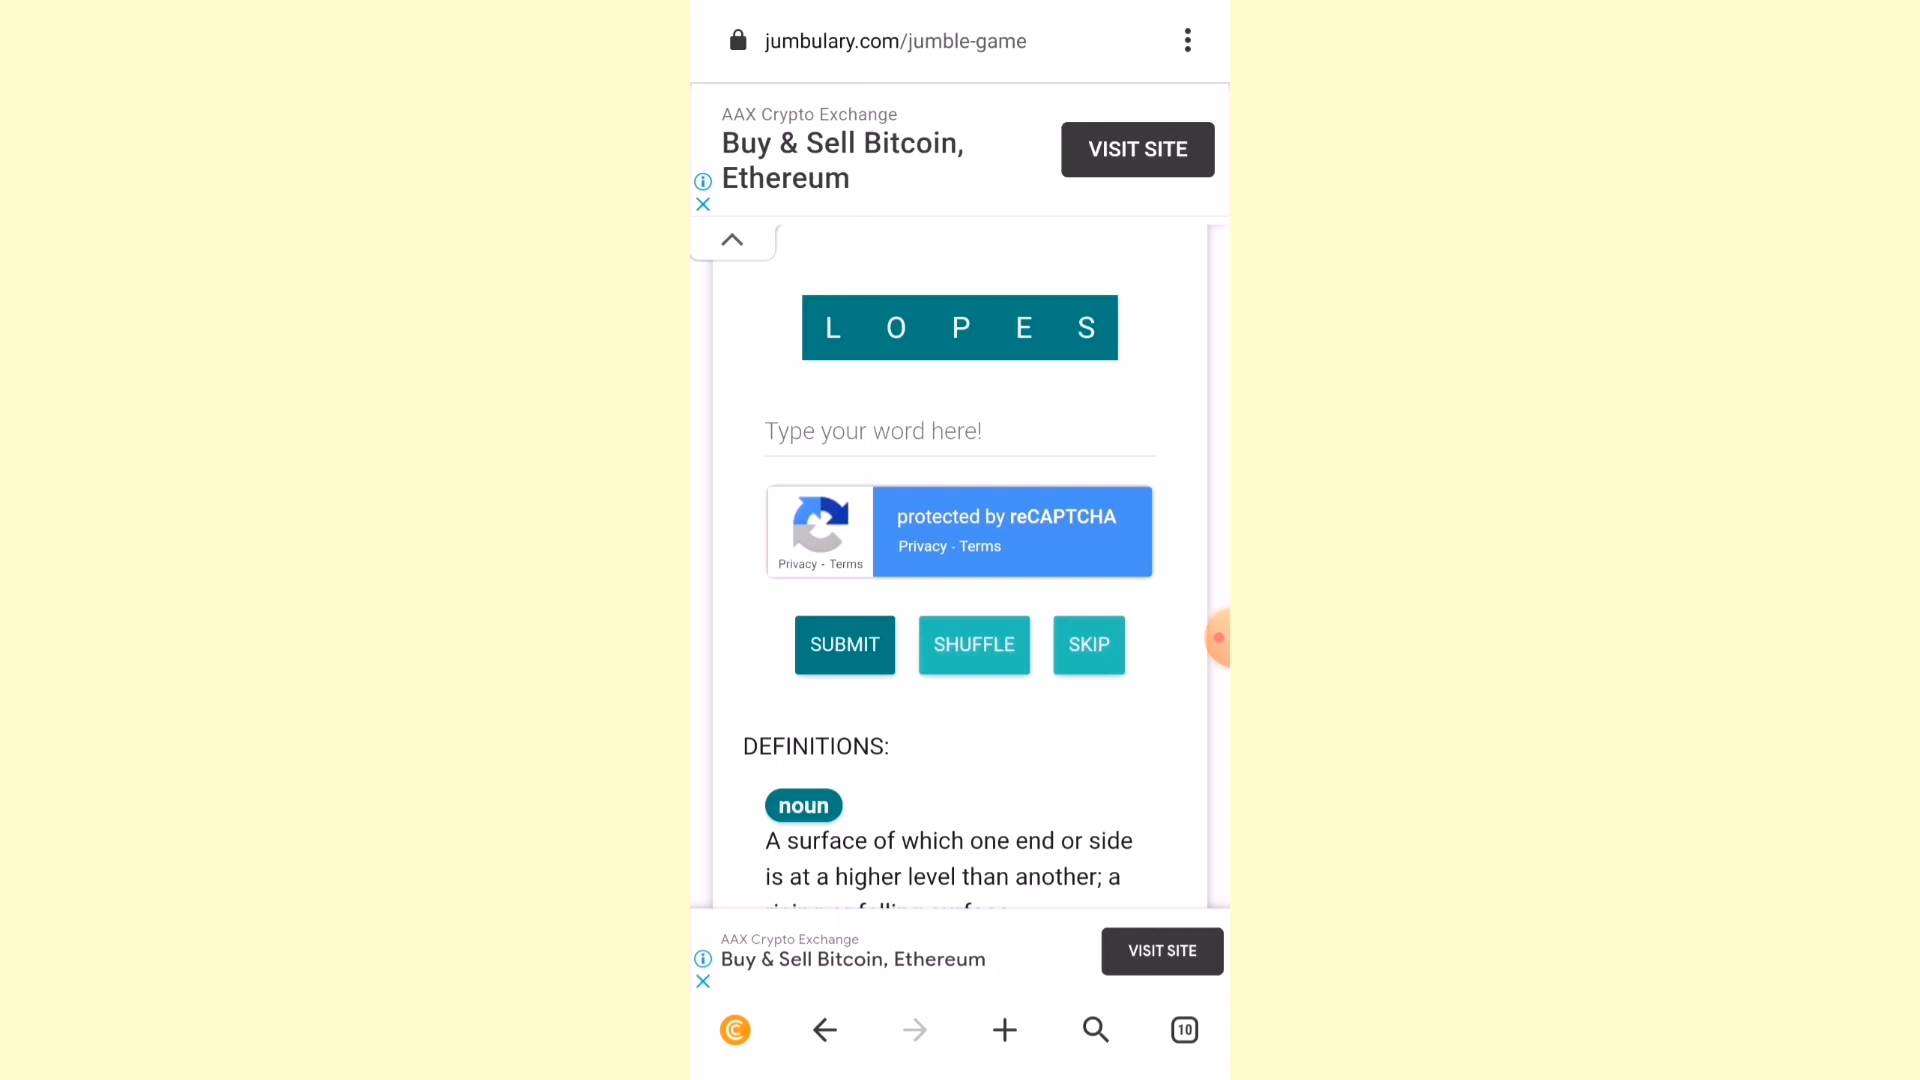 jumbulary.com/jumble-game
AAX Crypto Exchange
Buy & Sell Bitcoin,
Ethereum
VISIT SITE
L O P E S
Type your word here!
protected by reCAPTCHA
Privacy - Terms
Privacy - Terms
SUBMIT SHUFFLE SKIP
DEFINITIONS:
noun
A surface of which one end or side
is at a higher level than another; a
AAX Crypto Exchange
Buy & Sell Bitcoin, Ethereum
VISIT SITE
10